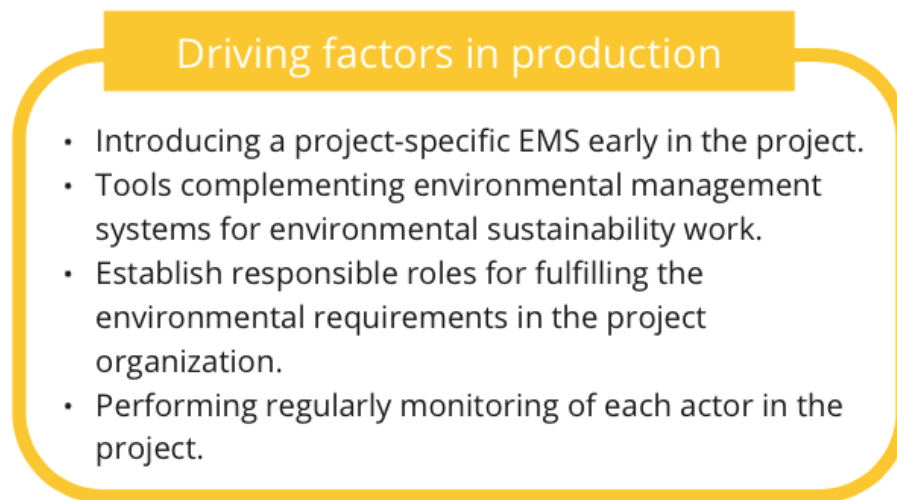 Driving factors in production
• Introducing a project-specific EMS early in the project.
• Tools complementing environmental management
systems for environmental sustainability work.
• Establish responsible roles for fulfilling the
environmental requirements in the project
organization.
• Performing regularly monitoring of each actor in the
project.